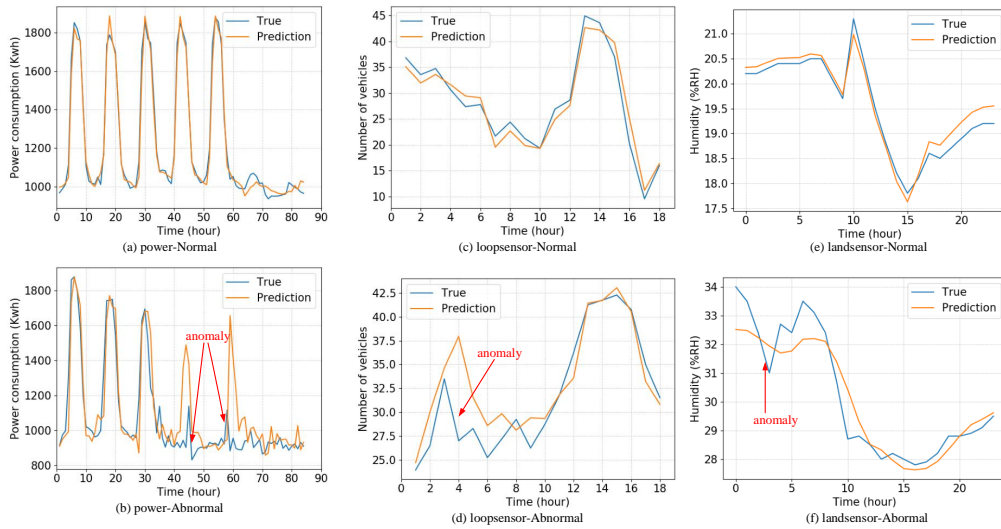 Power consumption (Kwh)
1800
1600
1400
1200
1000
True
Prediction
0 10 20 30 40 50 60 70 80 90
Time (hour)
(a) power-Normal
Number of vehicles
45
40
35
30
25
20
15
10
True
Prediction
0 2 4 6 8 10 12 14 16 18
Time (hour)
(c) loopsensor-Normal
Humidity (%RH)
21.0
20.5
20.0
19.5
19.0
18.5
18.0
17.5
True
Prediction
0 5 10 15 20
Time (hour)
(e) landsensor-Normal
Power consumption (Kwh)
1800
1600
1400
1200
1000
800
True
Prediction
anomaly
0 10 20 30 40 50 60 70 80 90
Time (hour)
(b) power-Abnormal
Number of vehicles
42.5
40.0
37.5
35.0
32.5
30.0
27.5
25.0
True
Prediction
anomaly
0 2 4 6 8 10 12 14 16 18
Time (hour)
(d) loopsensor-Abnormal
Humidity (%RH)
34
33
32
31
30
29
28
True
Prediction
anomaly
0 5 10 15 20
Time (hour)
(f) landsensor-Abormal